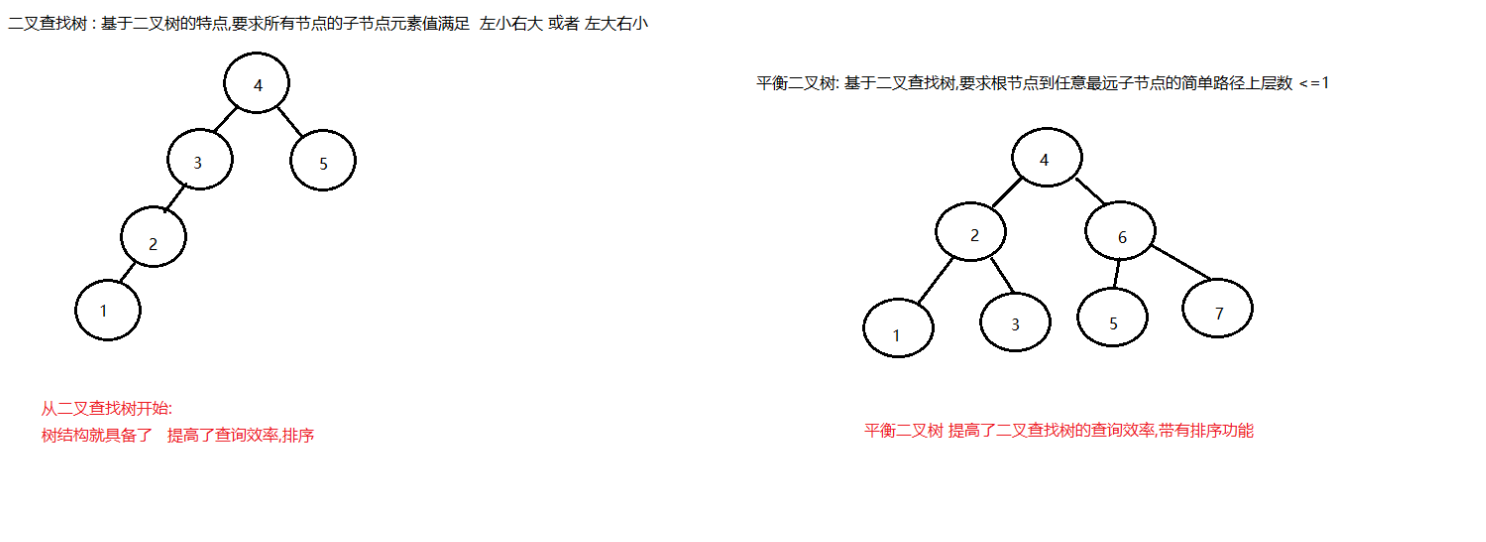 二叉查找树 : 基于二叉树的特点,要求所有节点的子节点元素值满足 左小右大 或者 左大右小
4
3
5
2
1
从二叉查找树开始:
树结构就具备了 提高了查询效率,排序
平衡二叉树: 基于二叉查找树,要求根节点到任意最远子节点的简单路径上层数 <=1
4
2
6
1
3
5
7
平衡二叉树 提高了二叉查找树的查询效率,带有排序功能